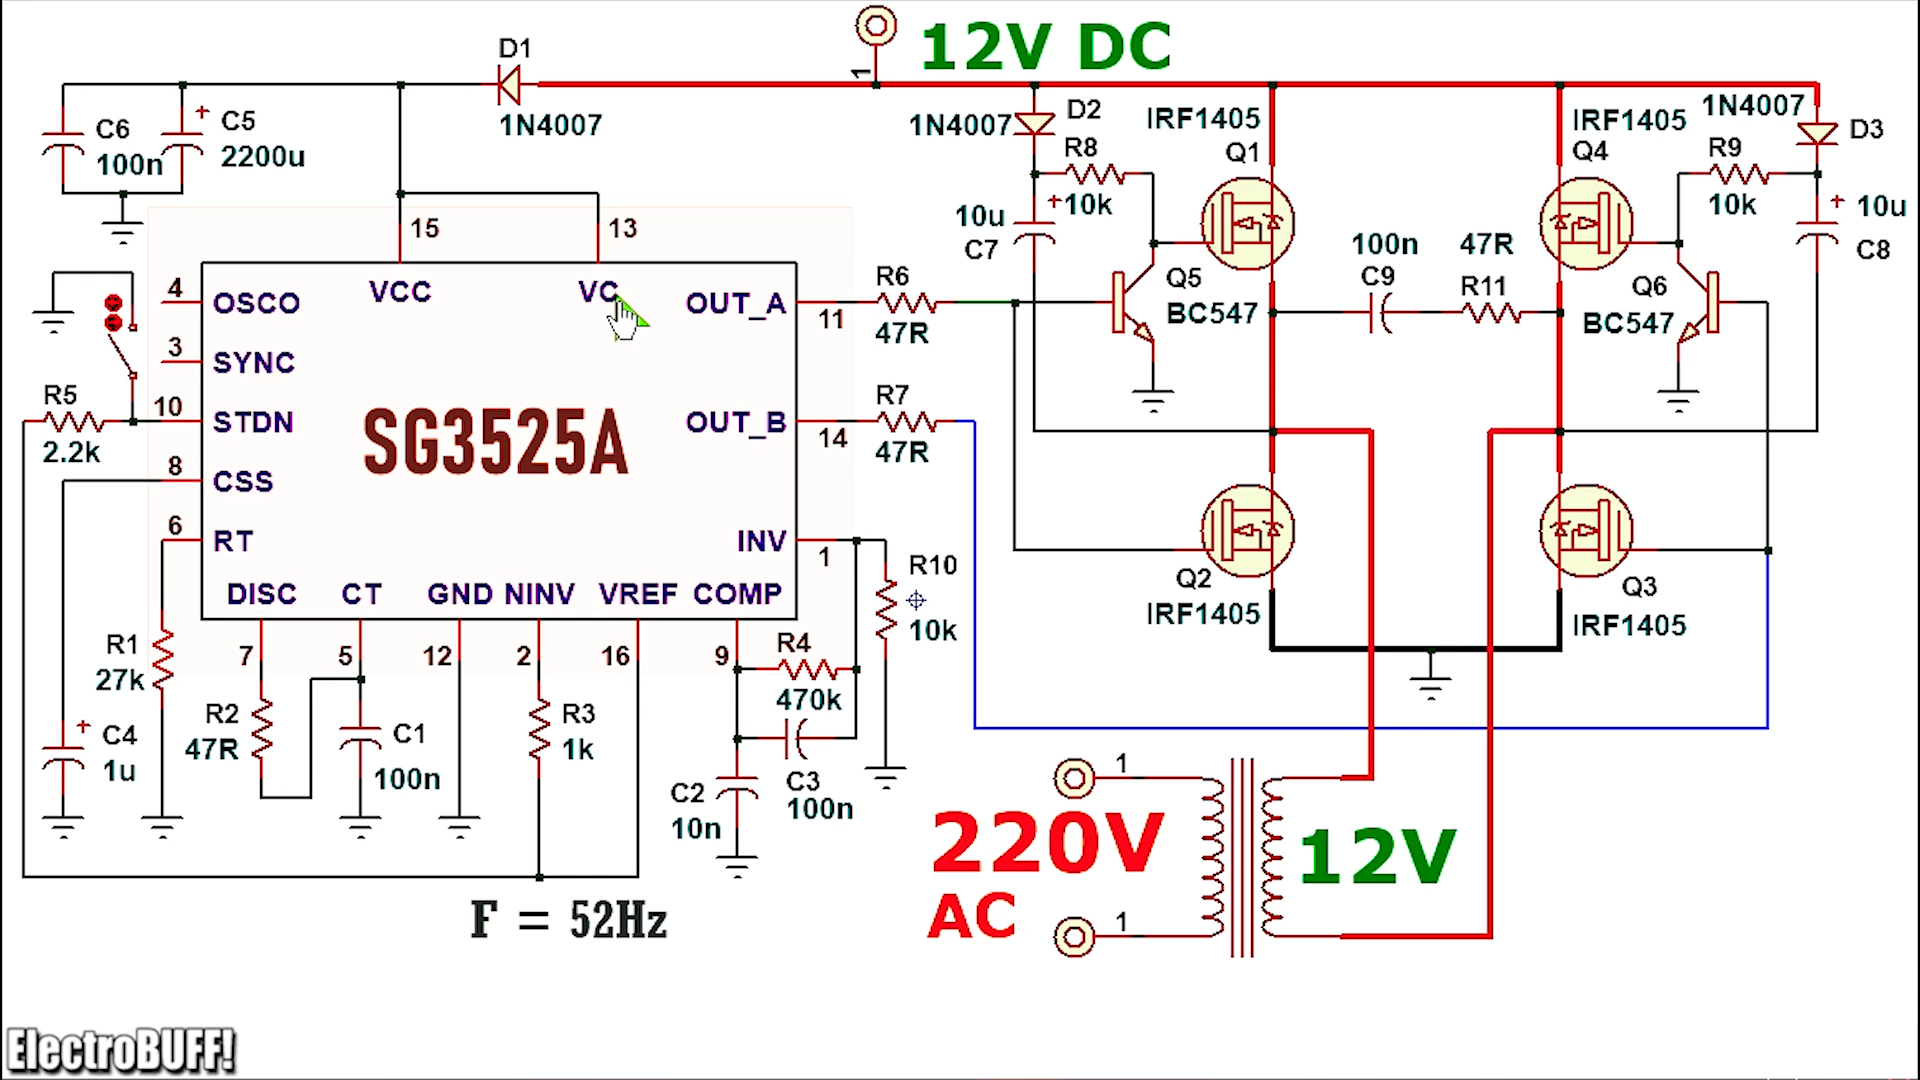 12V DC
1
D1
1N4007
C6
100n
+
C5
2200u
1N4007
D2
R8
+10k
10u
C7
IRF1405
Q1
IRF1405
Q4
1N4007
D3
R9
10k
+
10u
C8
15
13
VCC
VC
4
OSCO
3
SYNC
10
STDN
8
CSS
6
RT
OUT_A
11
OUT_B
14
INV
1
SG3525A
DISC
CT
GND
NINV
VREF
COMP
7
5
12
2
16
9
R5
2.2k
R6
47R
R7
47R
Q5
BC547
100n
C9
47R
R11
Q6
BC547
R10
10k
Q2
IRF1405
Q3
IRF1405
R1
27k
R2
47R
+
C4
1u
C1
100n
R3
1k
R4
470k
C2
10n
C3
100n
F = 52Hz
1
220V
AC
1
12V
ElectroBUFF!